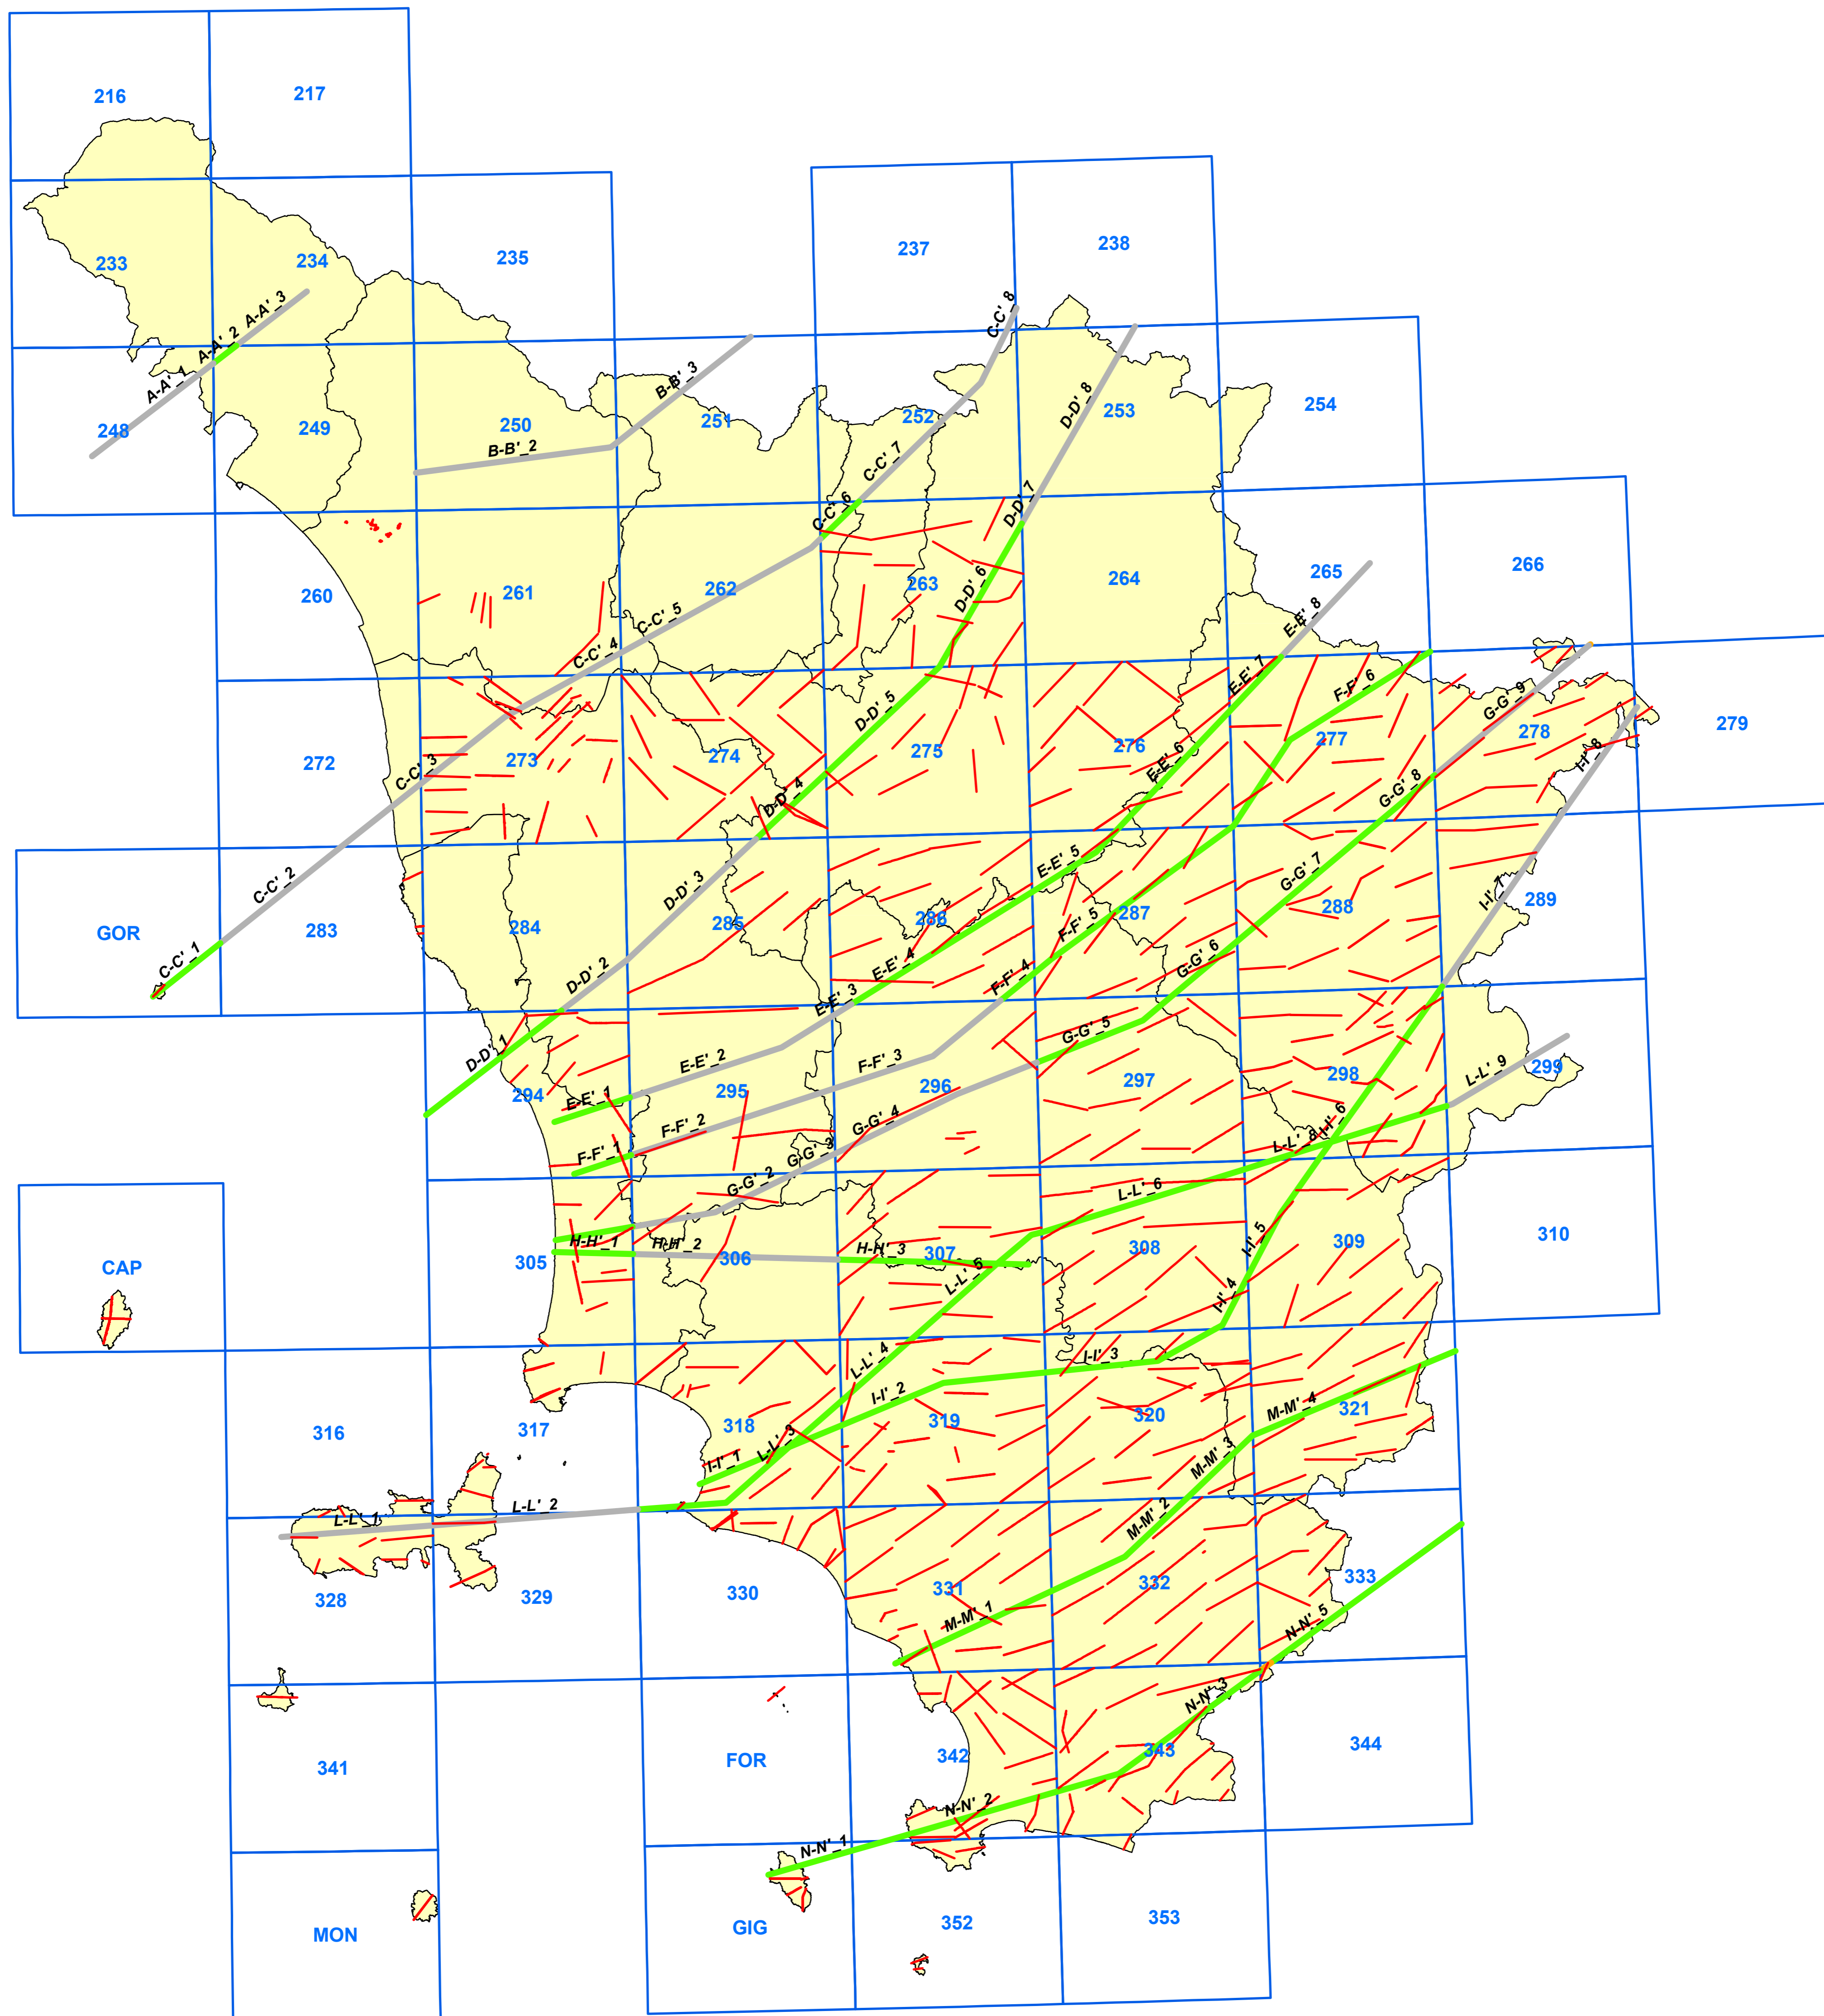 216
217
233
234
235
237
238
A-A'_1
A-A'_2
A-A'_3
C-C'_8
248
249
250
251
252
253
254
B-B'_2
B-B'_3
C-C'_7
D-D'_8
C-C'_6
D-D'_7
260
261
262
263
264
265
266
C-C'_4
C-C'_5
D-D'_6
E-E'_8
272
273
274
275
276
277
278
279
C-C'_3
D-D'_4
D-D'_5
E-E'_6
E-E'_7
F-F'_6
G-G'_8
G-G'_9
I-I'_8
GOR
283
284
285
286
287
288
289
C-C'_1
C-C'_2
D-D'_2
D-D'_3
E-E'_4
E-E'_5
F-F'_4
F-F'_5
G-G'_6
G-G'_7
I-I'_7
294
295
296
297
298
299
D-D'_1
E-E'_1
E-E'_2
E-E'_3
F-F'_1
F-F'_2
F-F'_3
G-G'_3
G-G'_4
G-G'_5
L-L'_8
I-I'_6
L-L'_9
CAP
305
306
307
308
309
310
G-G'_2
H-H'_1
H-H'_2
H-H'_3
L-L'_5
L-L'_6
I-I'_4
I-I'_5
316
317
318
319
320
321
I-I'_1
L-L'_3
L-L'_4
I-I'_2
I-I'_3
M-M'_3
M-M'_4
L-L'_1
L-L'_2
328
329
330
331
332
333
M-M'_1
M-M'_2
N-N'_5
341
FOR
342
343
344
N-N'_2
N-N'_3
MON
GIG
352
353
N-N'_1